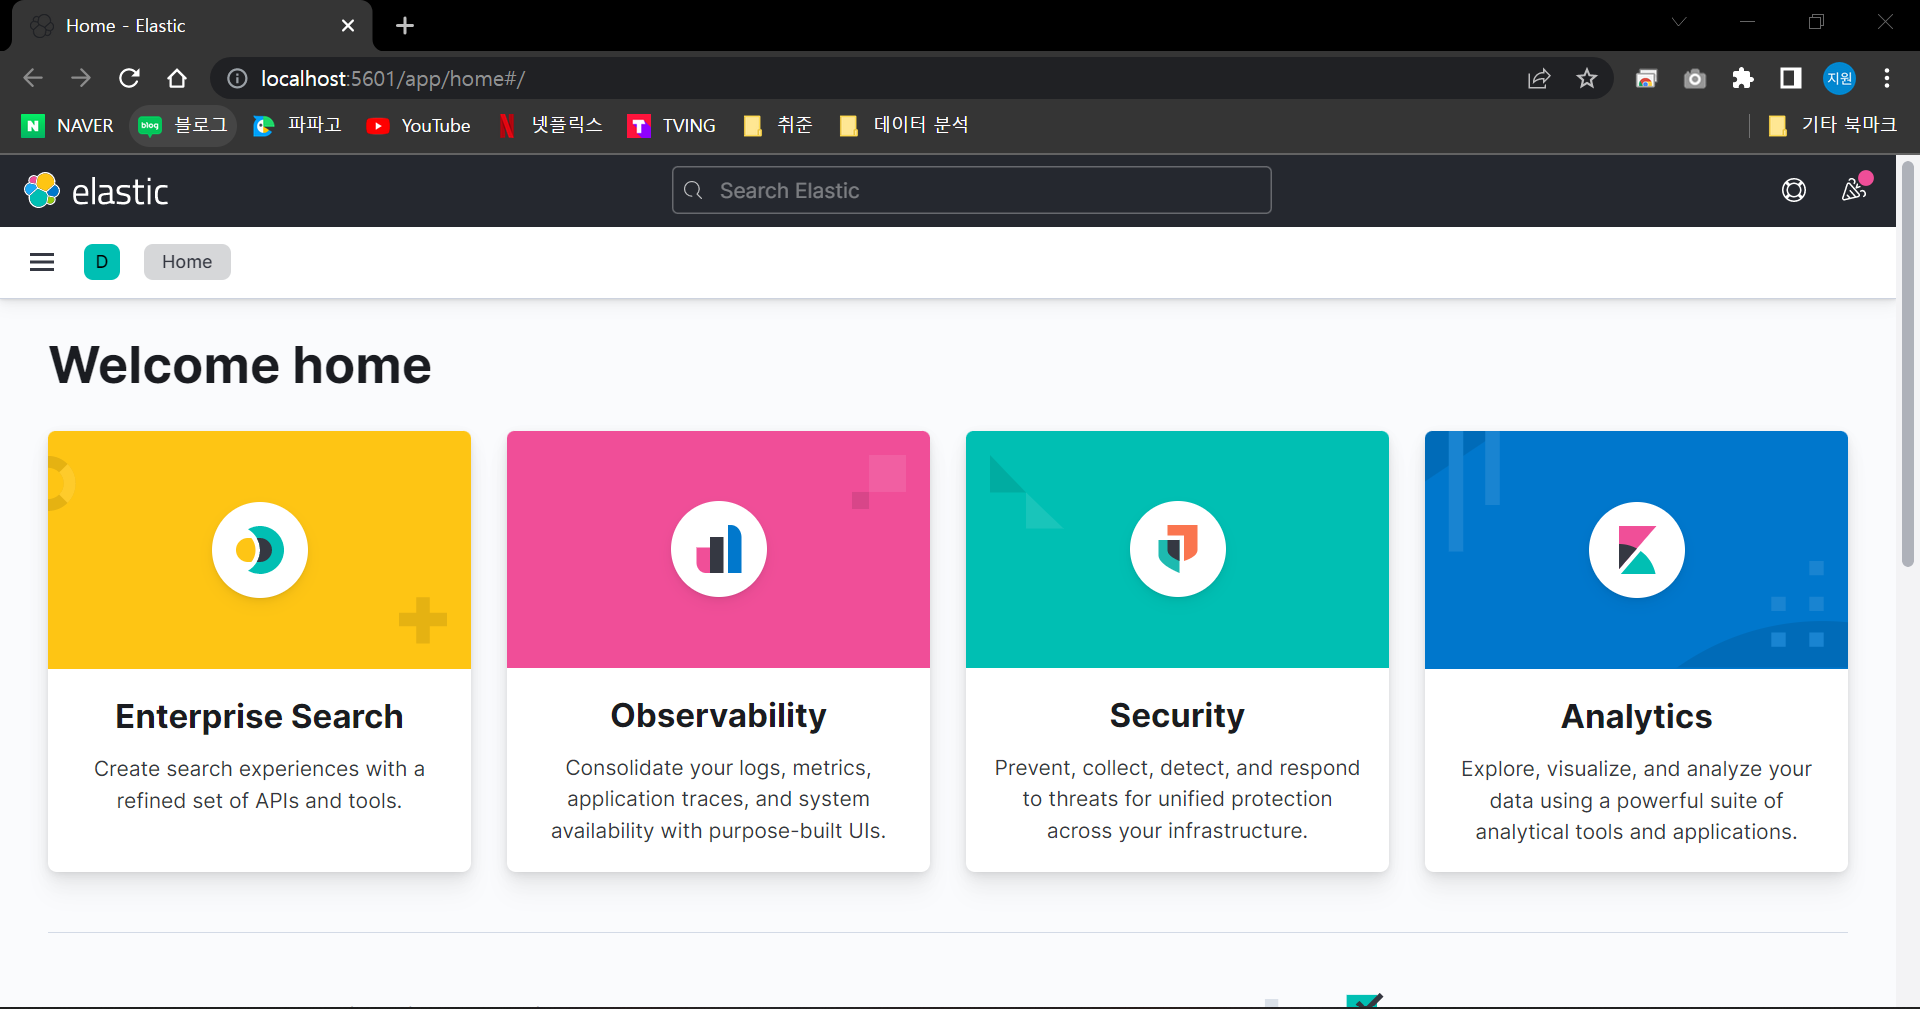 Home - Elastic
localhost:5601/app/home#/
지원
NAVER
blog 블로그
파파고
YouTube
넷플릭스
TVING
취준
데이터 분석
기타 북마크
elastic
Search Elastic
D
Home
Welcome home
Enterprise Search
Create search experiences with a
refined set of APIs and tools.
Observability
Consolidate your logs, metrics,
application traces, and system
availability with purpose-built UIs.
Security
Prevent, collect, detect, and respond
to threats for unified protection
across your infrastructure.
Analytics
Explore, visualize, and analyze your
data using a powerful suite of
analytical tools and applications.